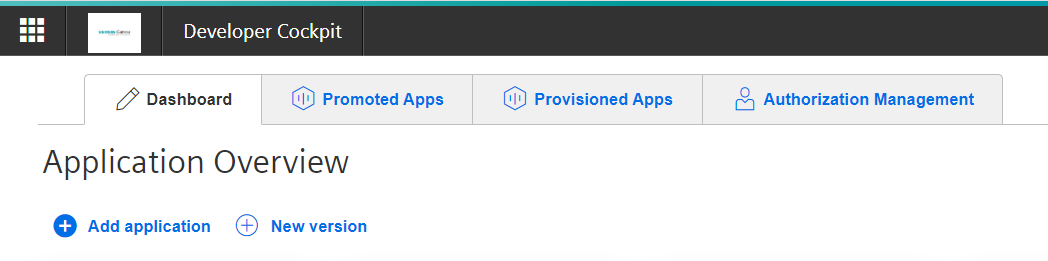 Developer Cockpit
Dashboard
Promoted Apps
Provisioned Apps
Authorization Management
Application Overview
Add application
New version